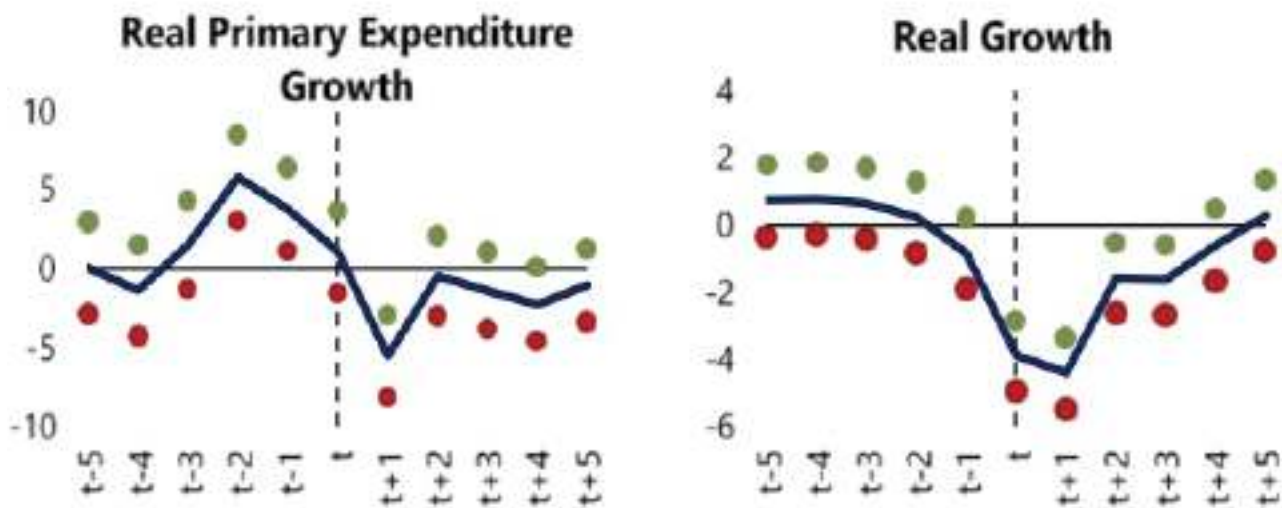 Real Primary Expenditure
Growth
10
5
0
-5
-10
t-5
t-4
t-3
t-2
t-1
t
t+1
t+2
t+3
t+4
t+5
Real Growth
4
2
0
-2
-4
-6
t-5
t-4
t-3
t-2
t-1
t
t+1
t+2
t+3
t+4
t+5